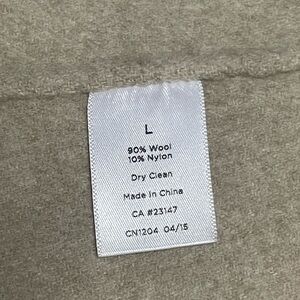 L
90% Wool
10% Nylon
Dry Clean
Made In China
CA #23147
CN1204 04/15